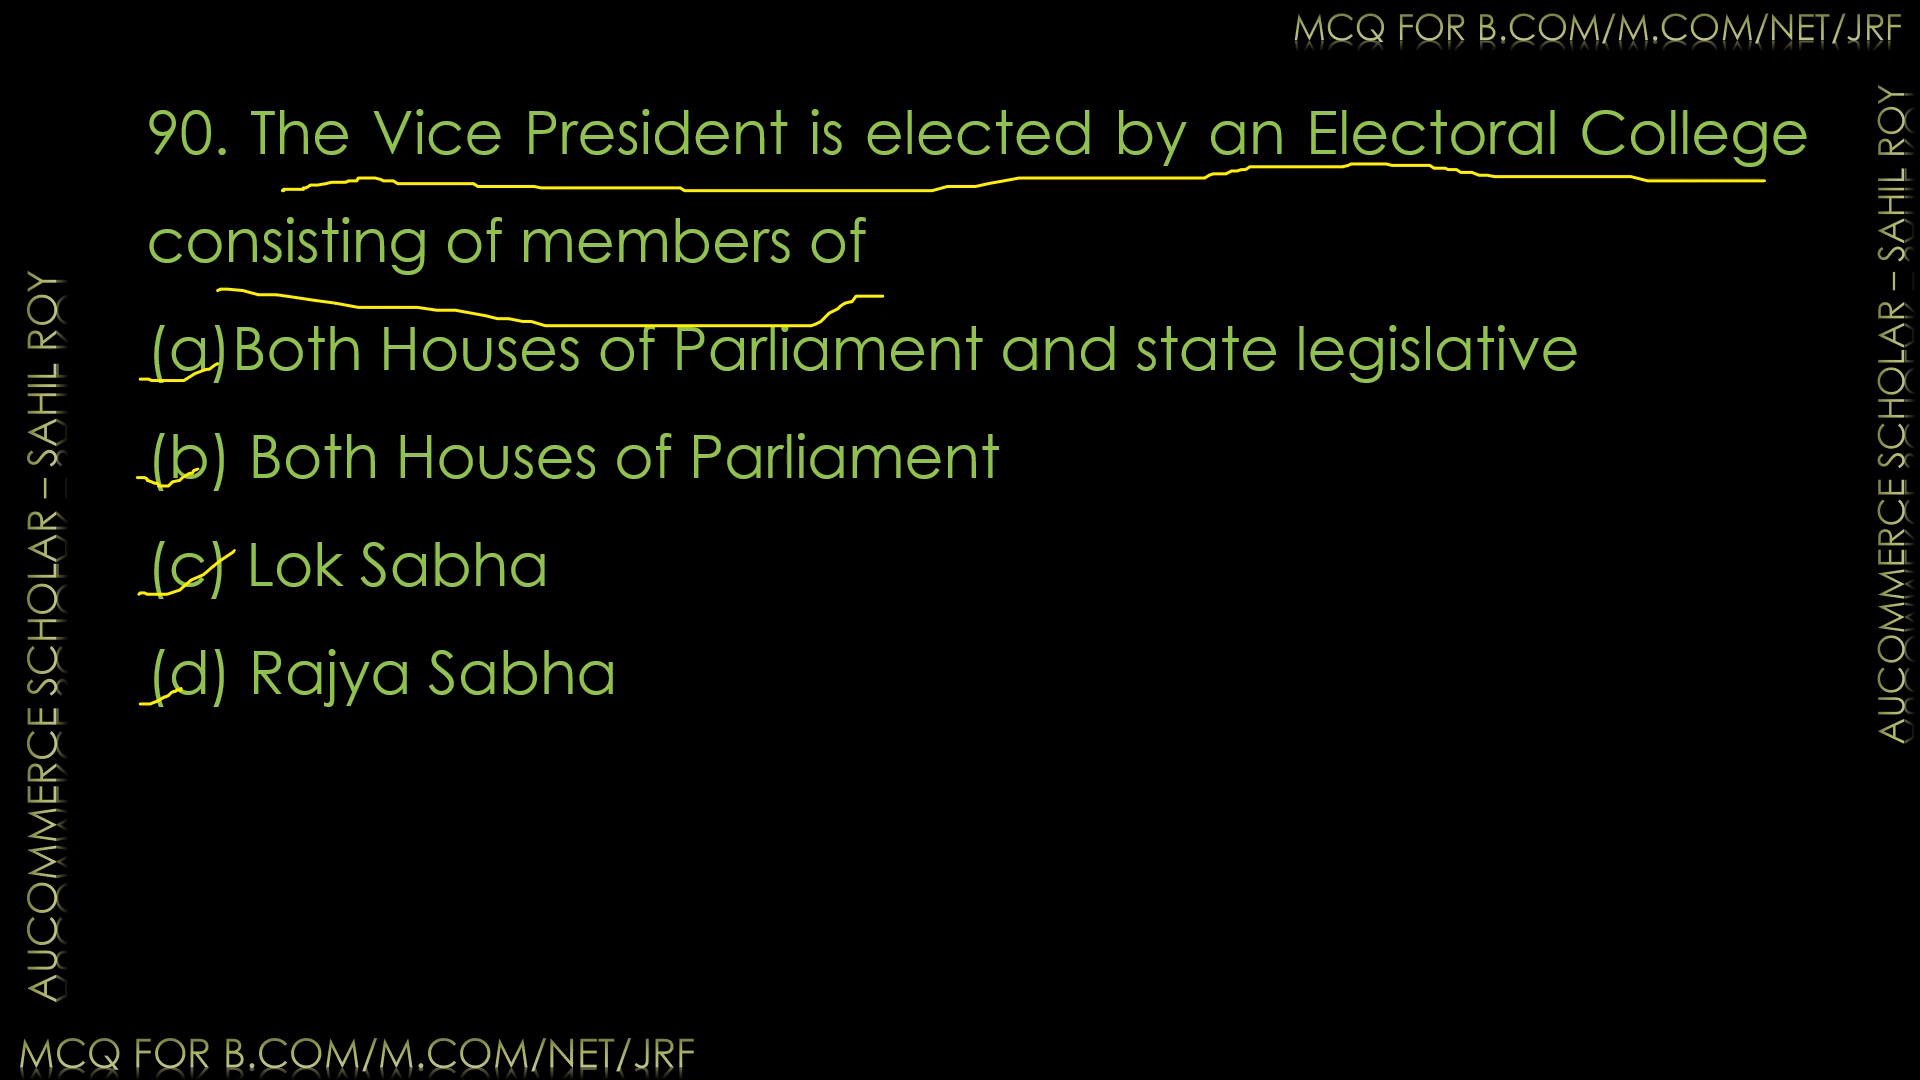 MCQ FOR B.COM/M.COM/NET/JRF
90. The Vice President is elected by an Electoral College
consisting of members of
(a)Both Houses of Parliament and state legislative
(b) Both Houses of Parliament
(c) Lok Sabha
(d) Rajya Sabha
AUCOMMERCE SCHOLAR – SAHIL ROY
AUCOMMERCE SCHOLAR – SAHIL ROY
MCQ FOR B.COM/M.COM/NET/JRF